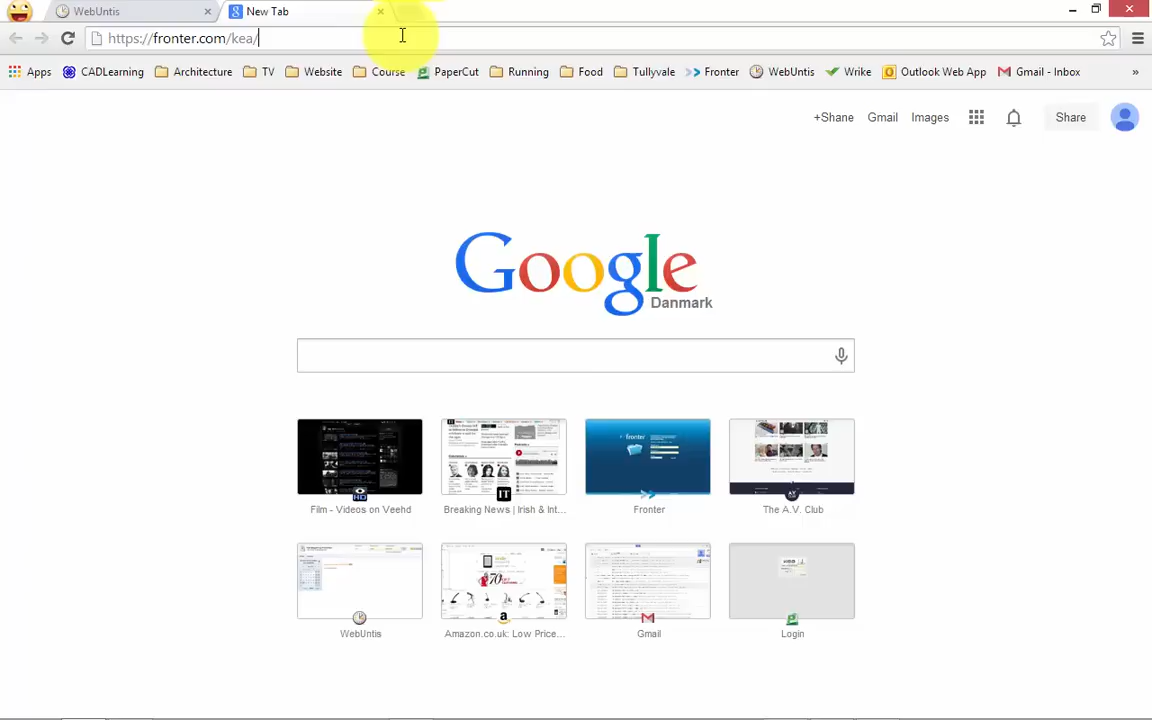 WebUntis
New Tab
https://fronter.com/kea/
Apps CADLearning Architecture TV Website Course PaperCut Running Food Tullyvale Fronter WebUntis Wrike Outlook Web App Gmail - Inbox »
+Share Gmail Images Share
Google
Danmark
Film - Videos on Veehd
Breaking News | Irish & Int...
Fronter
The A.V. Club
WebUntis
Amazon.co.uk: Low Price...
Gmail
Login